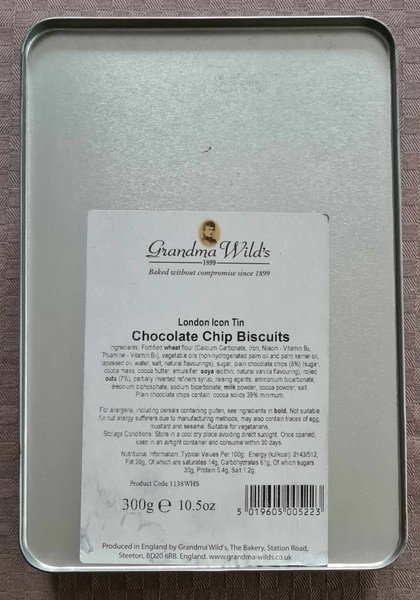 Grandma Wild's
1899
Baked without compromise since 1899
London Icon Tin
Chocolate Chip Biscuits
Ingredients: Fortified wheat flour (Calcium Carbonate, Iron, Niacin - Vitamin B₃,
Thiamine - Vitamin B₁), vegetable oils (non-hydrogenated palm oil and palm kernel oil,
rapeseed oil, water, salt, natural flavourings), sugar, plain chocolate chips (8%) (sugar,
cocoa mass, cocoa butter, emulsifier: soya lecithin, natural vanilla flavouring), rolled
oats (7%), partially inverted refiners syrup, raising agents: ammonium bicarbonate,
disodium diphosphate, sodium bicarbonate; milk powder, cocoa powder, salt.
Plain chocolate chips contain: cocoa solids 39% minimum.
For allergens, including cereals containing gluten, see ingredients in bold. Not suitable
for nut allergy sufferers due to manufacturing methods, may also contain traces of egg,
mustard and sesame. Suitable for vegetarians.
Storage Conditions: Store in a cool dry place avoiding direct sunlight. Once opened,
keep in an airtight container and consume within 30 days.
Nutritional Information: Typical Values Per 100g: Energy (KJ/kcal): 2143/512,
Fat 26g, Of which are saturates 14g, Carbohydrates 61g, Of which sugars
30g, Protein 5.4g, Salt 1.2g.
Product Code 1138WHS
300g ℮ 10.5oz
5 019605 005223
Produced in England by Grandma Wild's, The Bakery, Station Road,
Steeton, BD20 6RB. England. www.grandma-wilds.co.uk